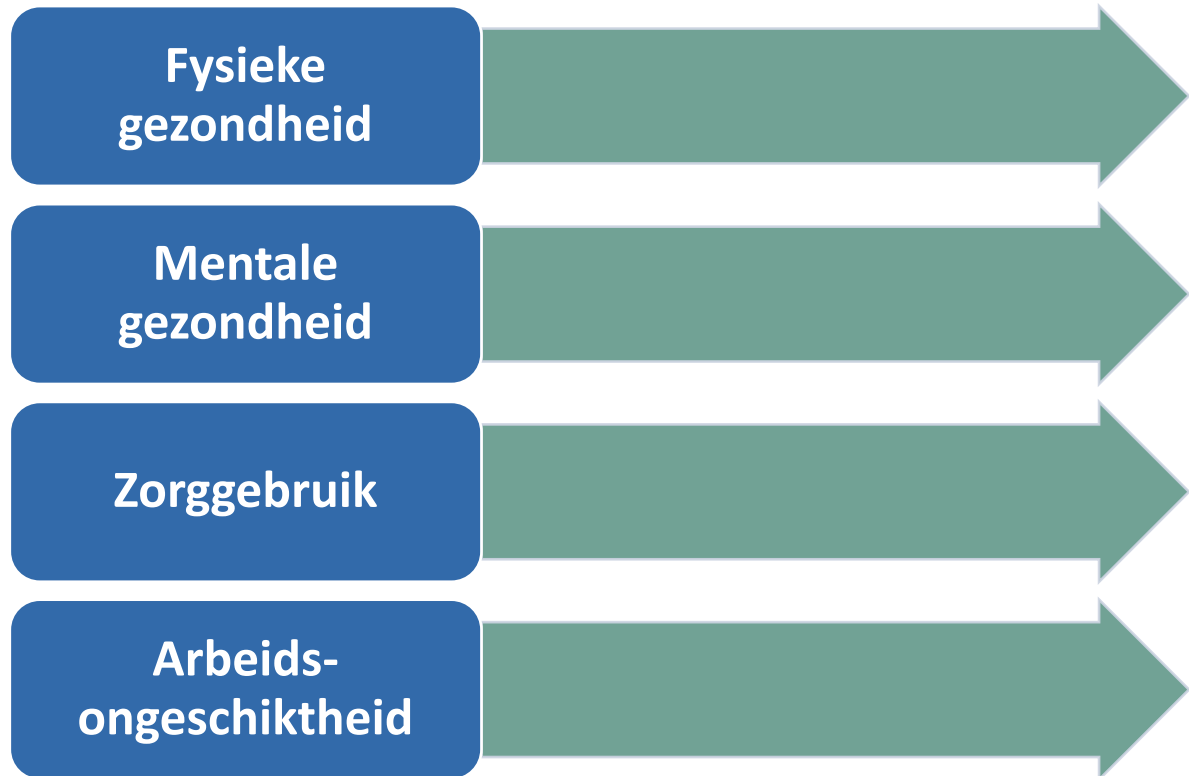 Fysieke
gezondheid
Mentale
gezondheid
Zorggebruik
Arbeids-
ongeschiktheid